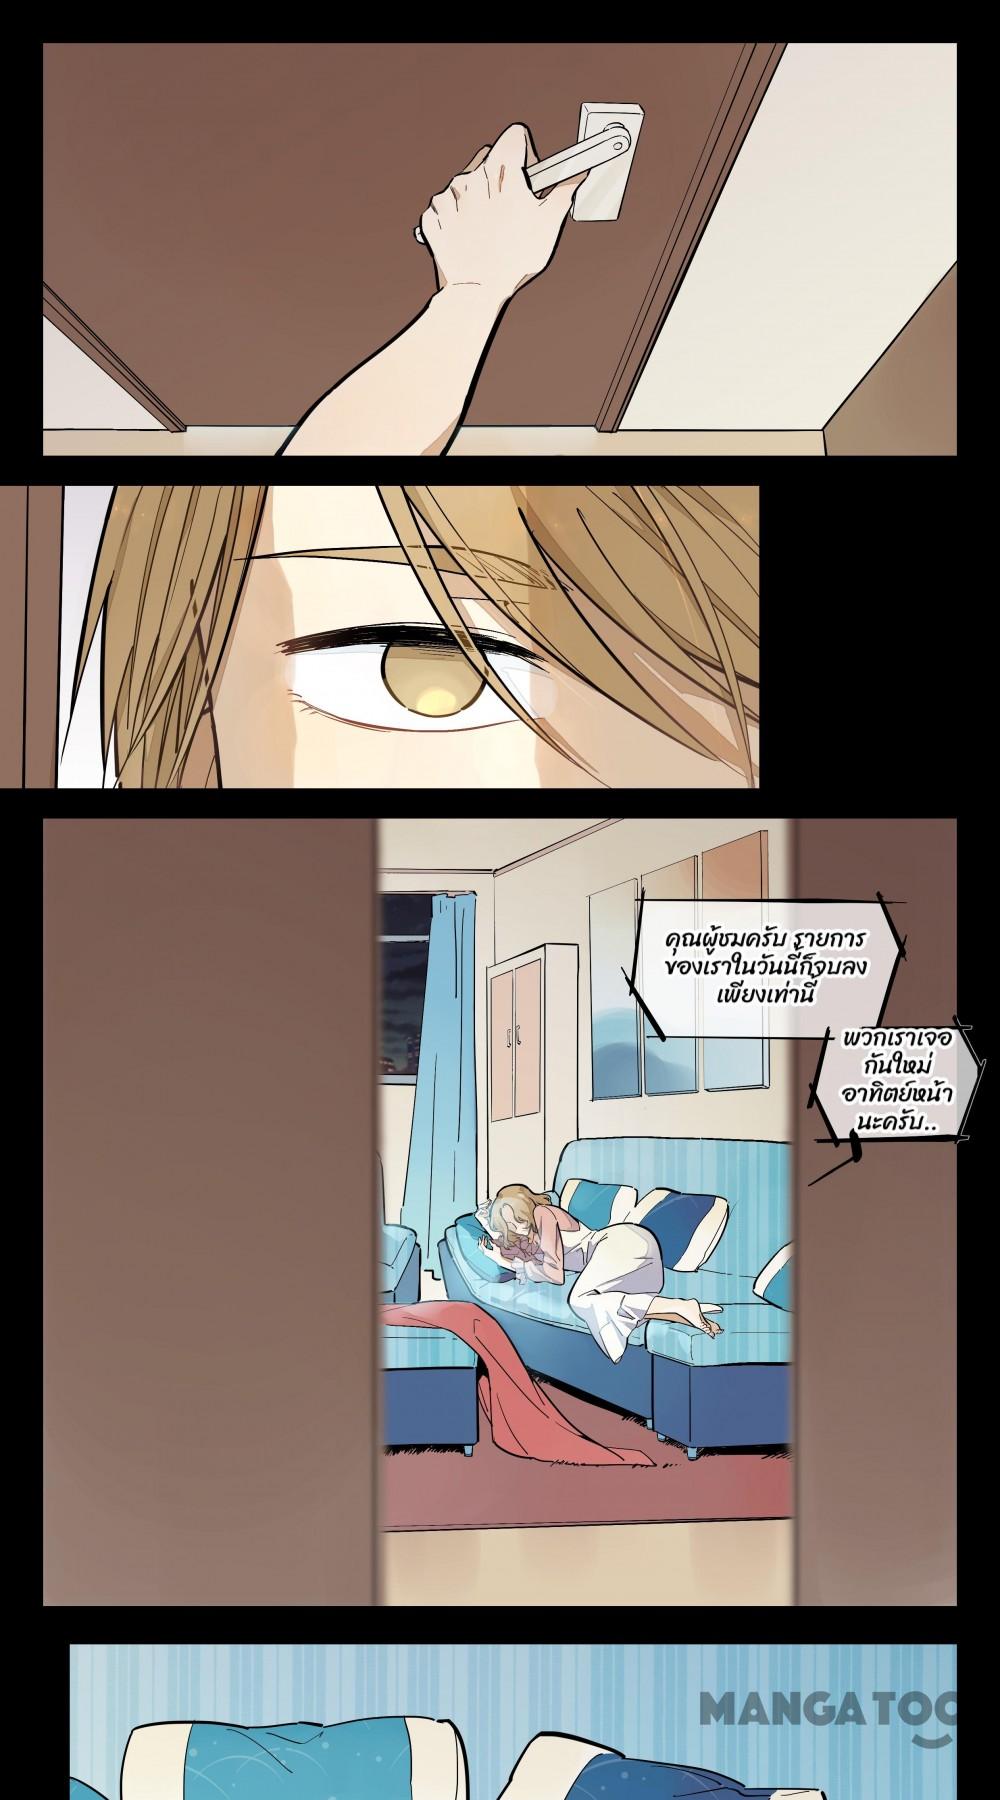 คุณผู้ชมครับ รายการ
ของเราในวันนี้ก็จบลง
เพียงเท่านี้
พวกเราเจอ
กันใหม่
อาทิตย์หน้า
นะครับ..
MANGATOO